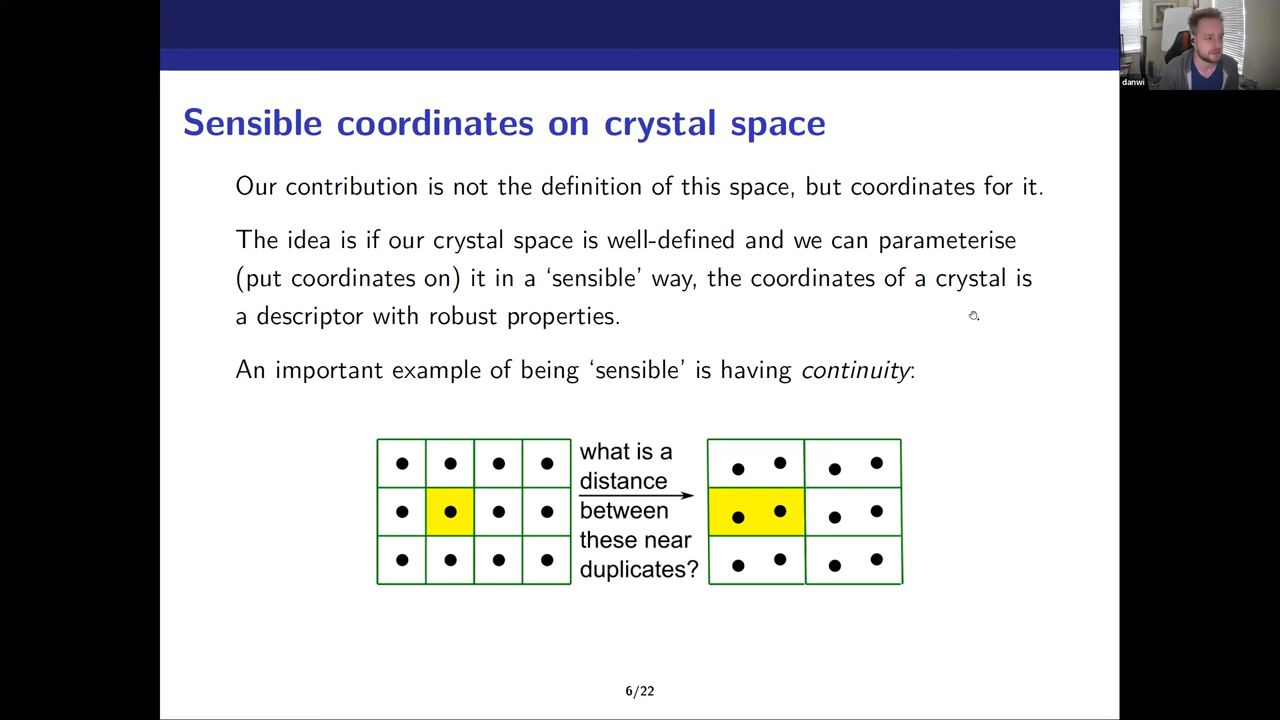 danwi
Sensible coordinates on crystal space
Our contribution is not the definition of this space, but coordinates for it.
The idea is if our crystal space is well-defined and we can parameterise
(put coordinates on) it in a ‘sensible’ way, the coordinates of a crystal is
a descriptor with robust properties.
An important example of being ‘sensible’ is having continuity:
what is a
distance
between
these near
duplicates?
6/22